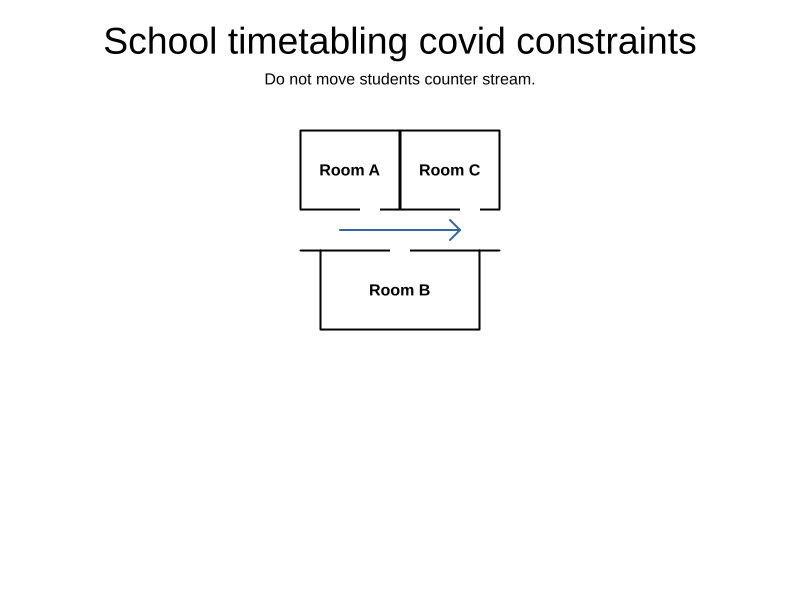 School timetabling covid constraints
Do not move students counter stream.
Room A
Room C
Room B